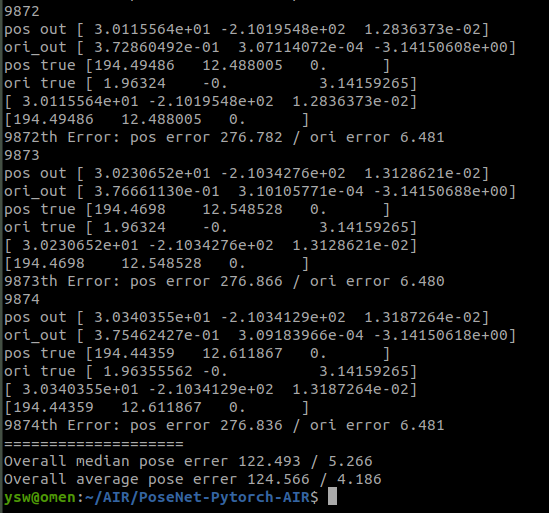 9872
pos out [ 3.0115564e+01 -2.1019548e+02  1.2836373e-02]
ori_out [ 3.72860492e-01  3.07114072e-04 -3.14150608e+00]
pos true [194.49486   12.488005   0.      ]
ori true [ 1.96324    -0.          3.14159265]
[ 3.0115564e+01 -2.1019548e+02  1.2836373e-02]
[194.49486   12.488005   0.      ]
9872th Error: pos error 276.782 / ori error 6.481
9873
pos out [ 3.0230652e+01 -2.1034276e+02  1.3128621e-02]
ori_out [ 3.76661130e-01  3.10105771e-04 -3.14150688e+00]
pos true [194.4698    12.548528   0.      ]
ori true [ 1.96324    -0.          3.14159265]
[ 3.0230652e+01 -2.1034276e+02  1.3128621e-02]
[194.4698    12.548528   0.      ]
9873th Error: pos error 276.866 / ori error 6.480
9874
pos out [ 3.0340355e+01 -2.1034129e+02  1.3187264e-02]
ori_out [ 3.75462427e-01  3.09183966e-04 -3.14150618e+00]
pos true [194.44359   12.611867   0.      ]
ori true [ 1.96355562 -0.          3.14159265]
[ 3.0340355e+01 -2.1034129e+02  1.3187264e-02]
[194.44359   12.611867   0.      ]
9874th Error: pos error 276.836 / ori error 6.481
====================
Overall median pose errer 122.493 / 5.266
Overall average pose errer 124.566 / 4.186
ysw@omen:~/AIR/PoseNet-Pytorch-AIR$